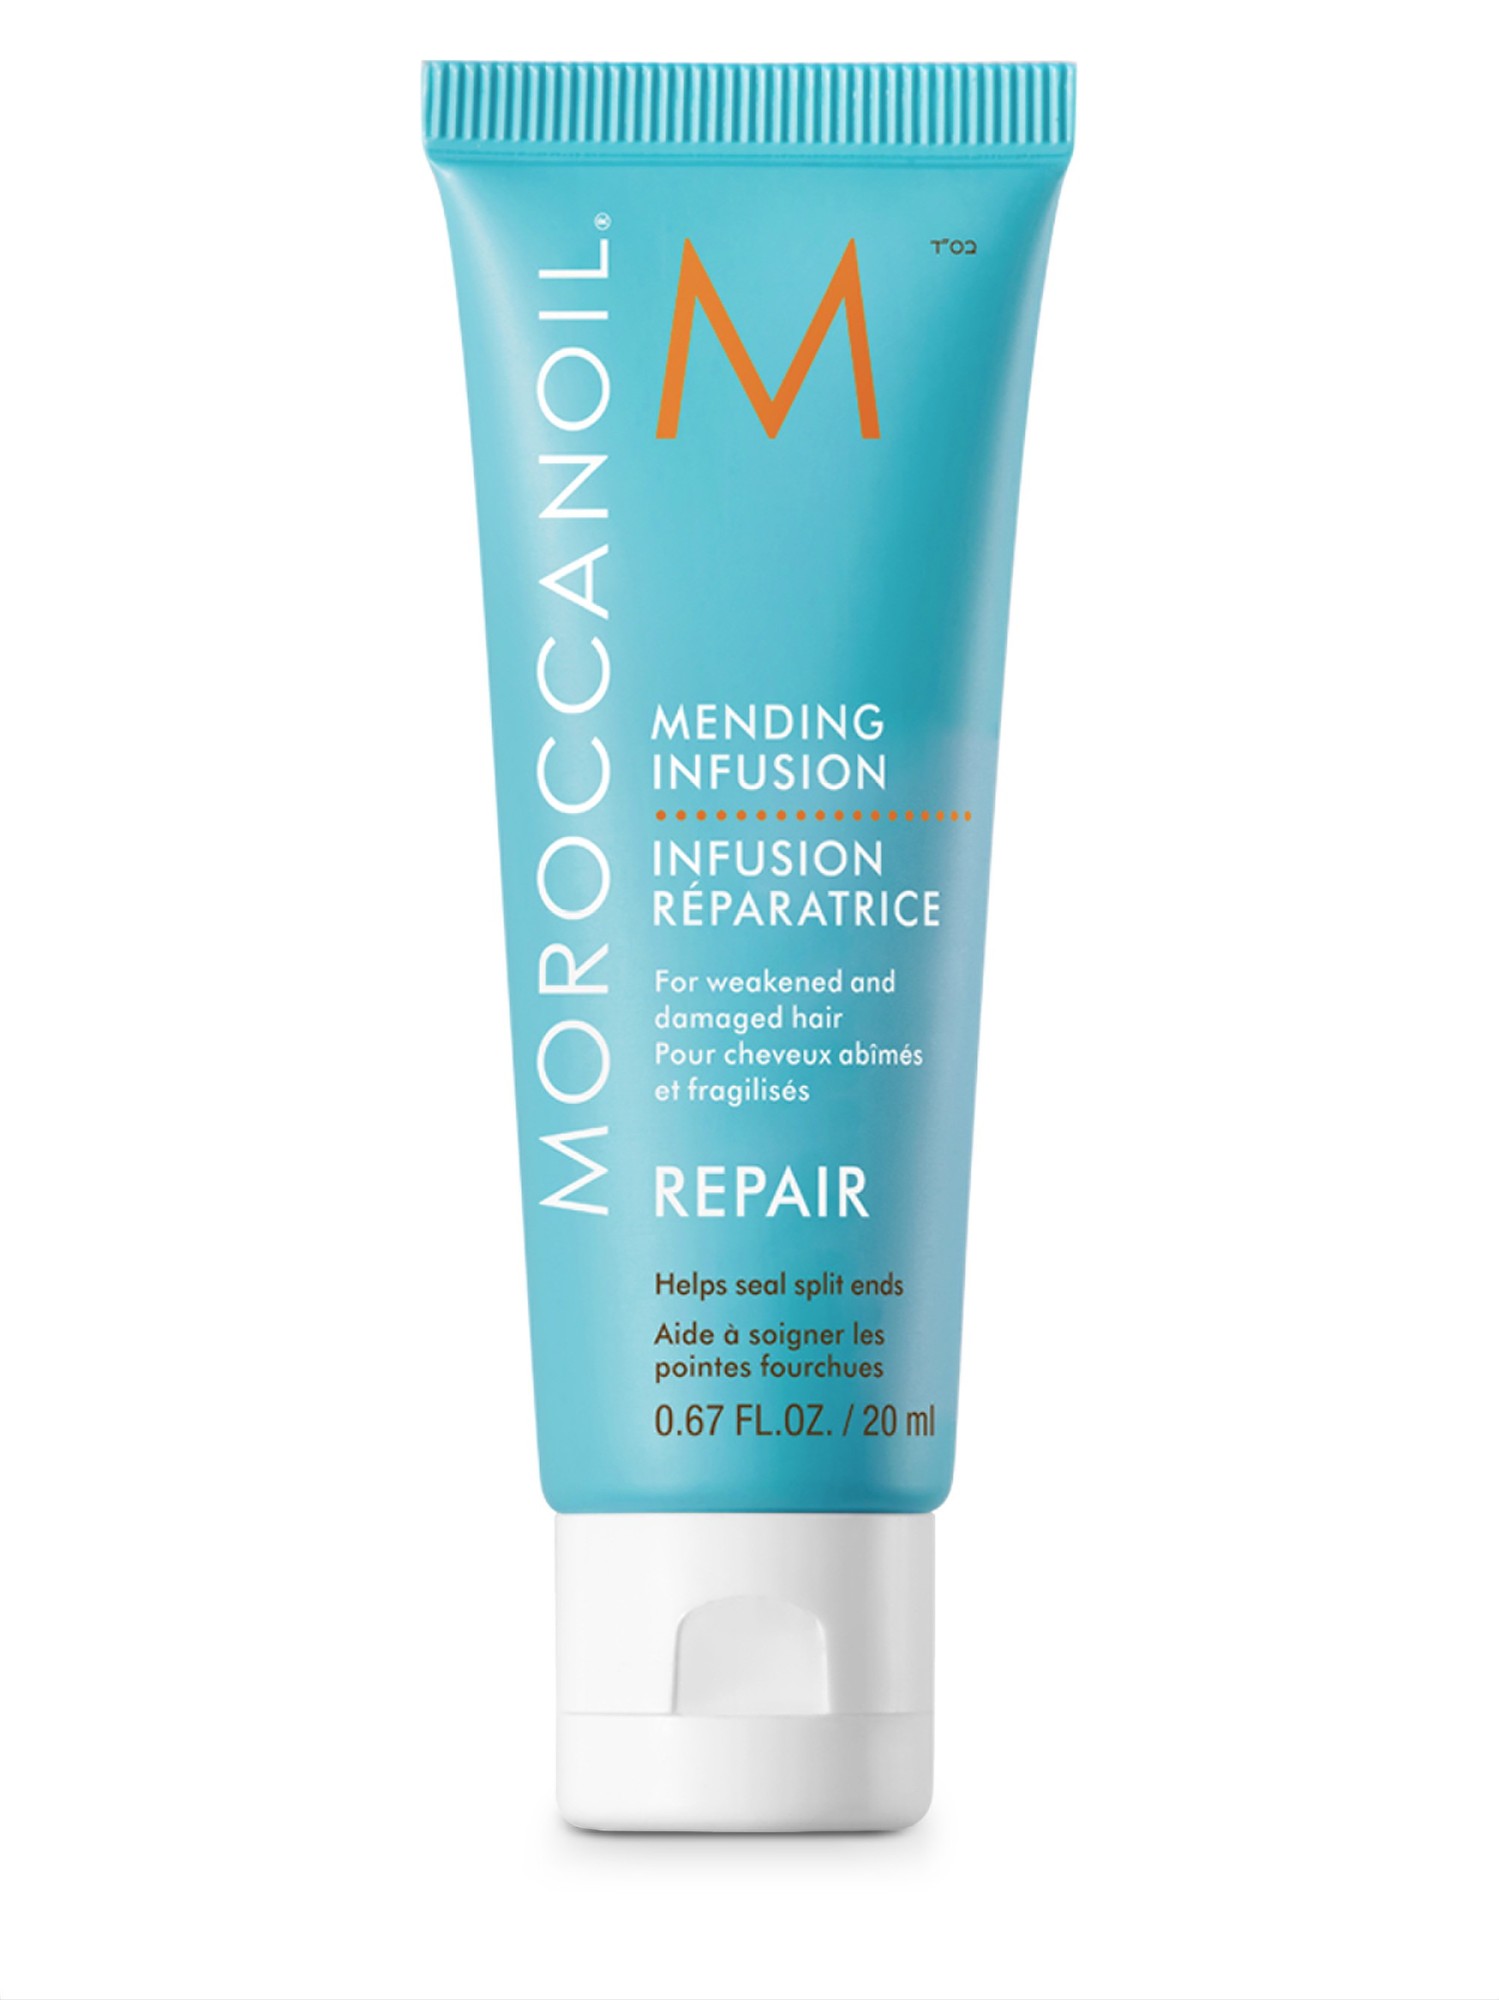 MOROCCANOIL®
M
בס"ד
MENDING
INFUSION
INFUSION
RÉPARATRICE
For weakened and
damaged hair
Pour cheveux abîmés
et fragilisés
REPAIR
Helps seal split ends
Aide à soigner les
pointes fourchues
0.67 FL.OZ. / 20 ml